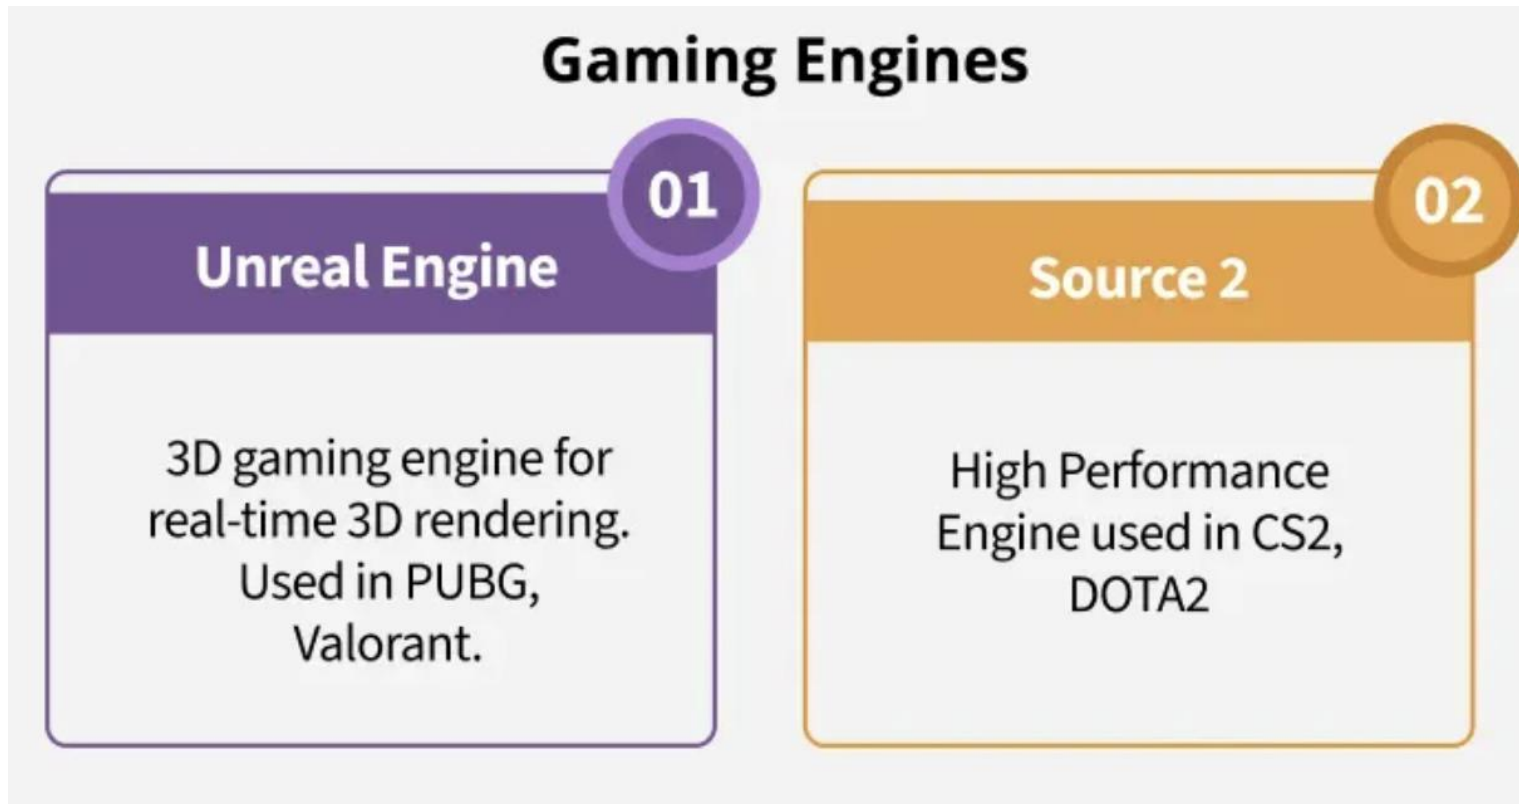 Gaming Engines
01
Unreal Engine
3D gaming engine for
real-time 3D rendering.
Used in PUBG,
Valorant.
02
Source 2
High Performance
Engine used in CS2,
DOTA2